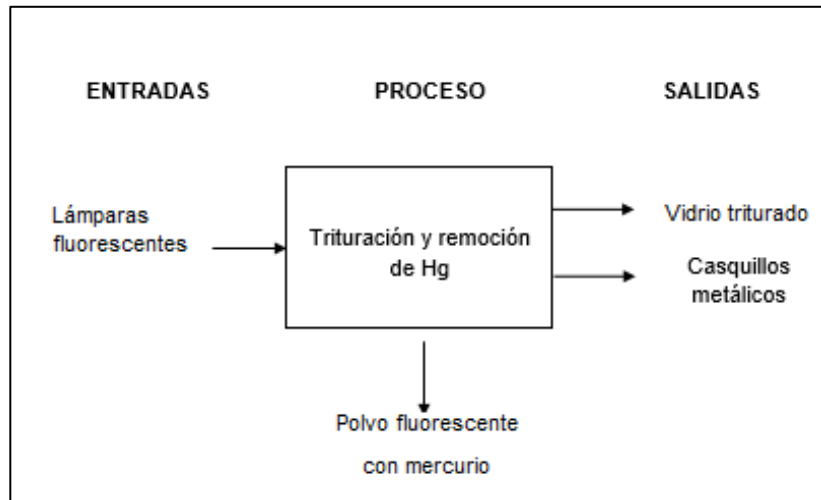 ENTRADAS
PROCESO
SALIDAS
Lámparas
fluorescentes
Trituración y remoción
de Hg
Vidrio triturado
Casquillos
metálicos
Polvo fluorescente
con mercurio